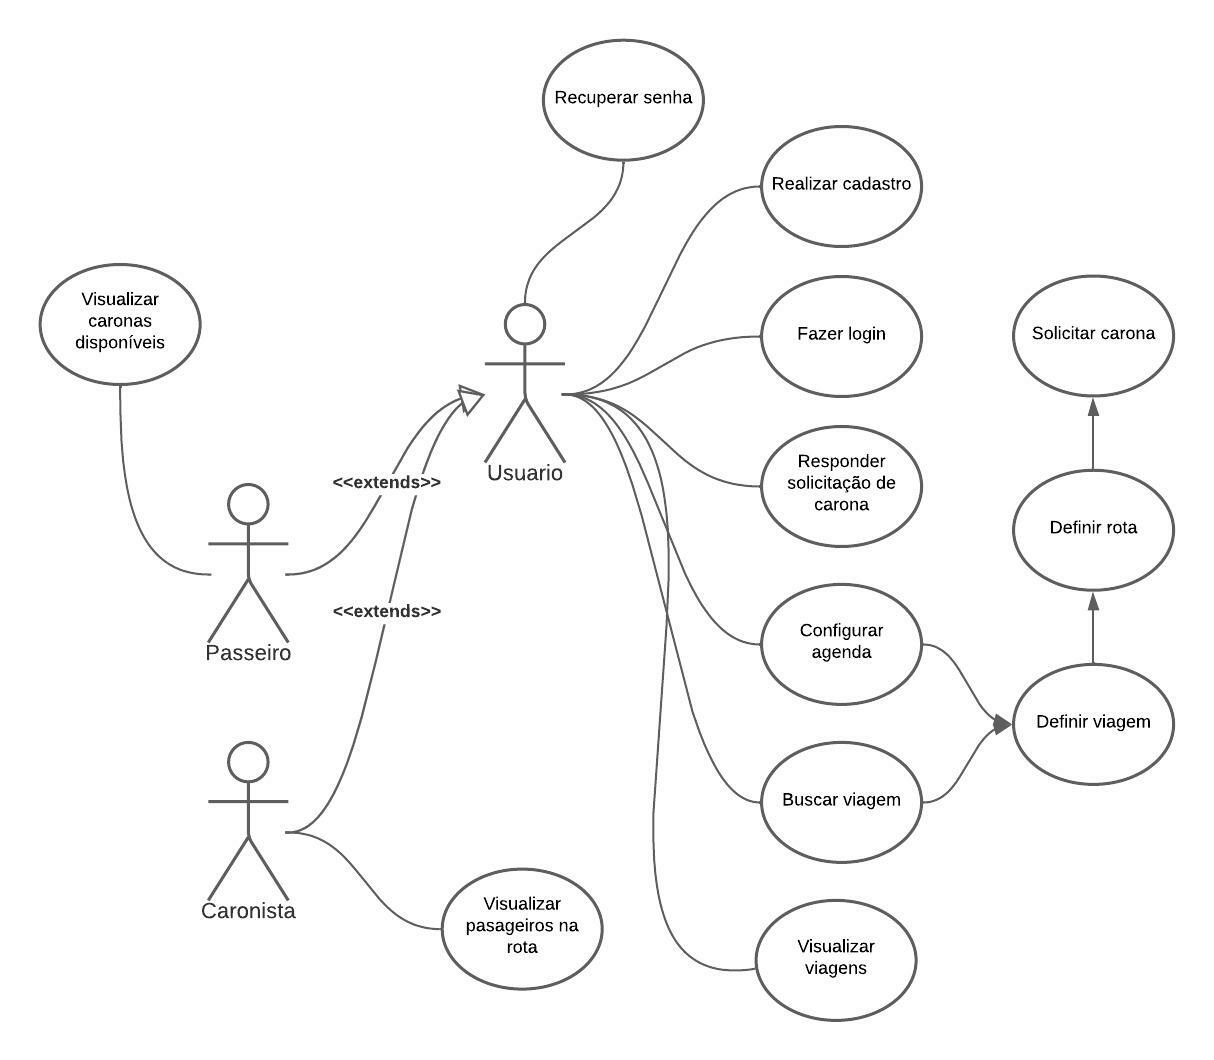 Recuperar senha
Realizar cadastro
Visualizar
caronas
disponíveis
Fazer login
Solicitar carona
Usuario
Responder
solicitação de
carona
<<extends>>
Definir rota
<<extends>>
Passeiro
Configurar
agenda
Definir viagem
Buscar viagem
Caronista
Visualizar
pasageiros na
rota
Visualizar
viagens